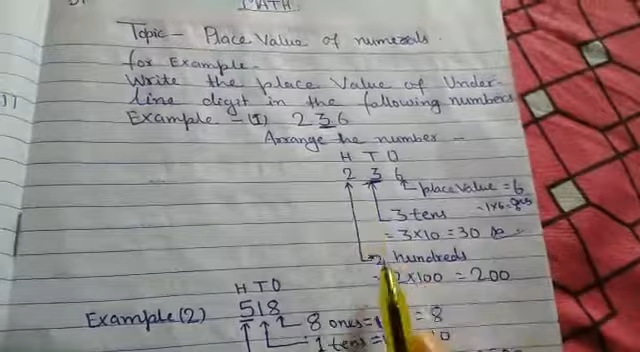 MATH
Topic - Place Value of numerals.
for Example -
Write the place Value of Under-
line digit in the following numbers
Example - (1) 236
Arrange the number -
H T O
2 3 6
place value = 6
3 tens
= 3×10 = 30
2 hundreds
2×100 = 200
H T O
Example (2) 518
8 ones = = 8
1 tens =